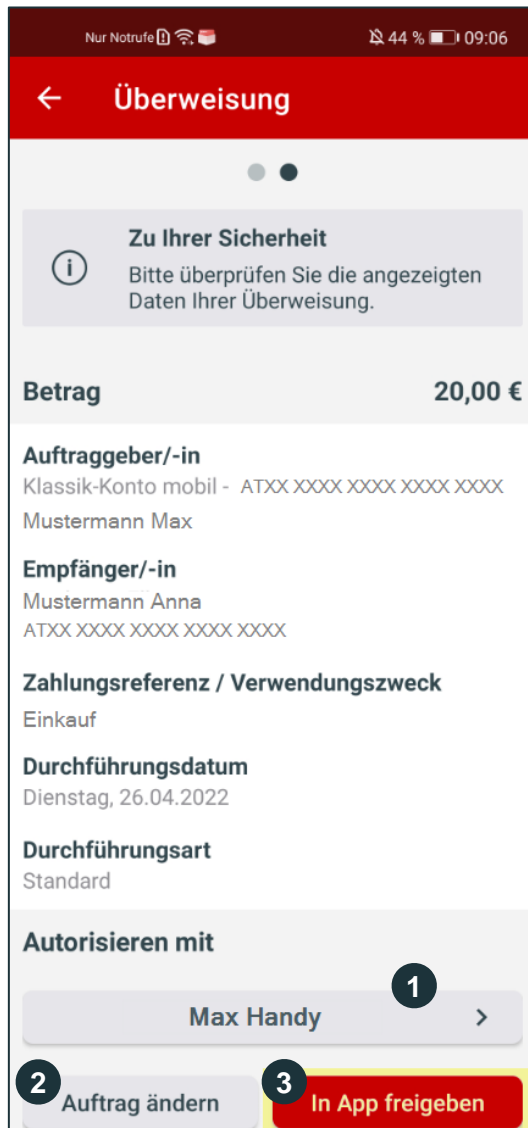 Nur Notrufe 44 % 09:06
Überweisung
Zu Ihrer Sicherheit
Bitte überprüfen Sie die angezeigten
Daten Ihrer Überweisung.
Betrag 20,00 €
Auftraggeber/-in
Klassik-Konto mobil - ATXX XXXX XXXX XXXX XXXX
Mustermann Max
Empfänger/-in
Mustermann Anna
ATXX XXXX XXXX XXXX XXXX
Zahlungsreferenz / Verwendungszweck
Einkauf
Durchführungsdatum
Dienstag, 26.04.2022
Durchführungsart
Standard
Autorisieren mit
1
Max Handy
2 3
Auftrag ändern In App freigeben